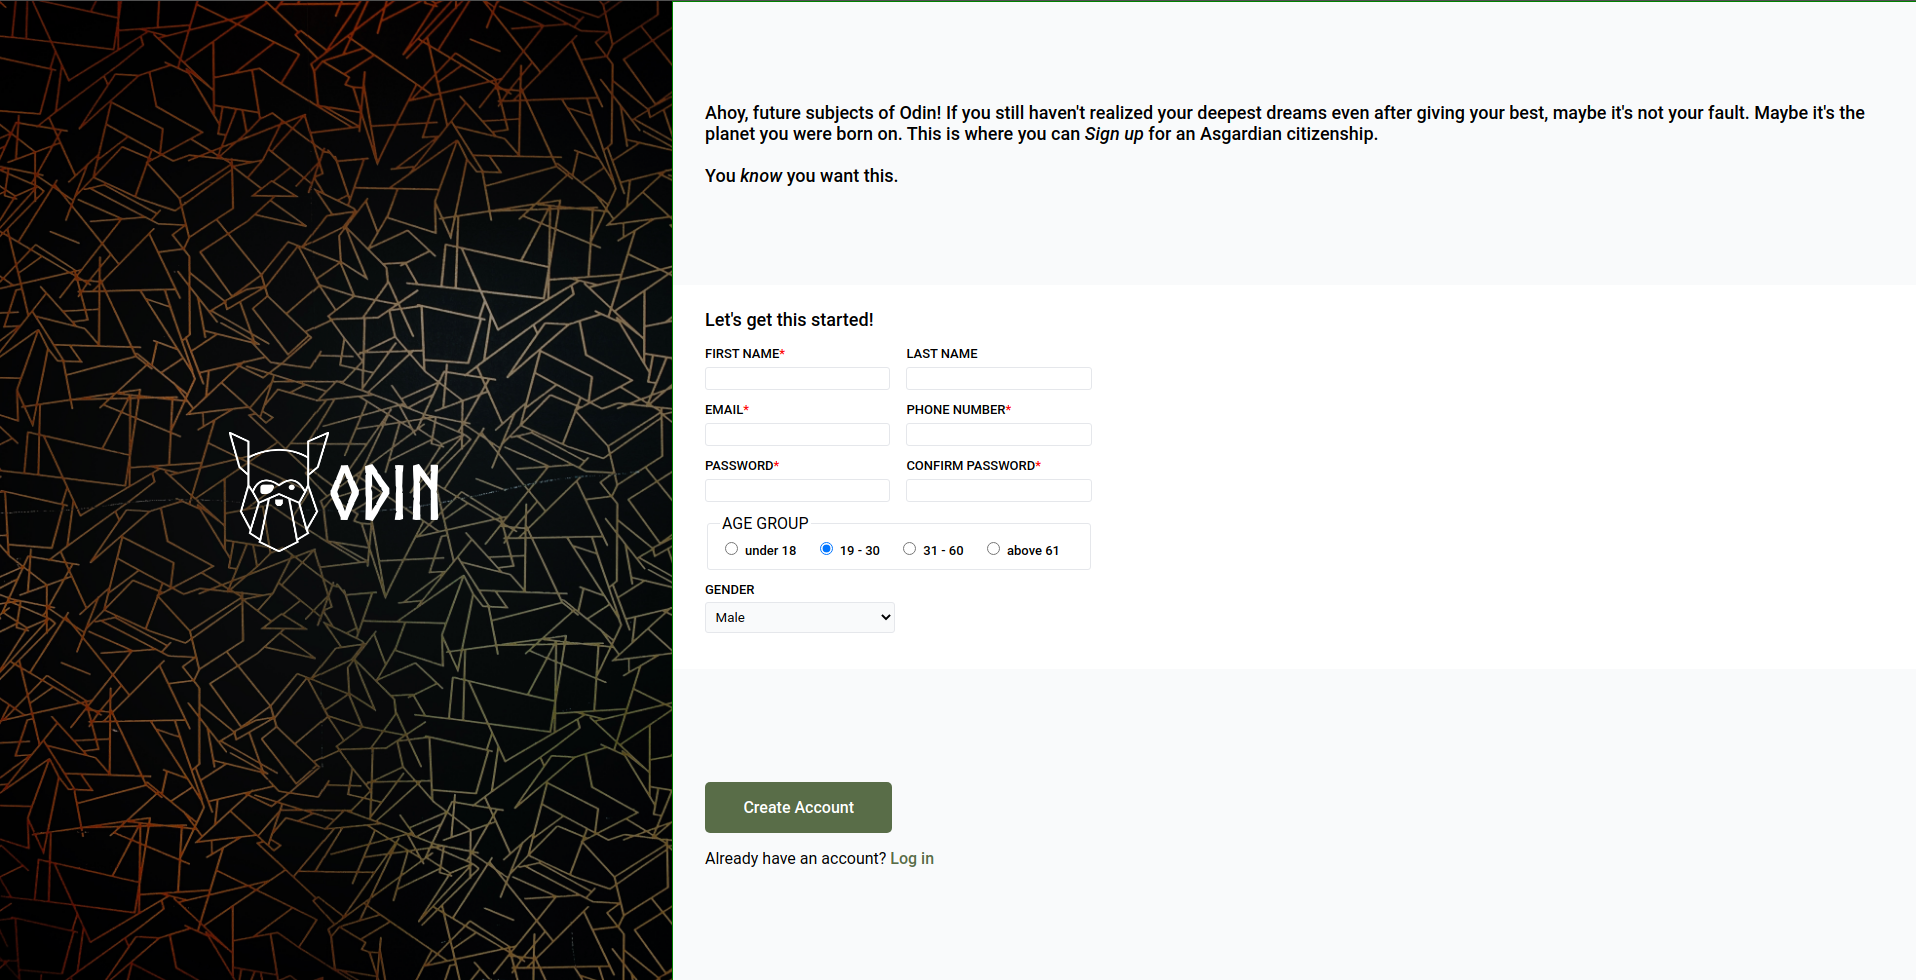 ODIN
Ahoy, future subjects of Odin! If you still haven't realized your deepest dreams even after giving your best, maybe it's not your fault. Maybe it's the
planet you were born on. This is where you can Sign up for an Asgardian citizenship.
You know you want this.
Let's get this started!
FIRST NAME* LAST NAME
EMAIL* PHONE NUMBER*
PASSWORD* CONFIRM PASSWORD*
AGE GROUP
under 18 19 - 30 31 - 60 above 61
GENDER
Male
Create Account
Already have an account? Log in